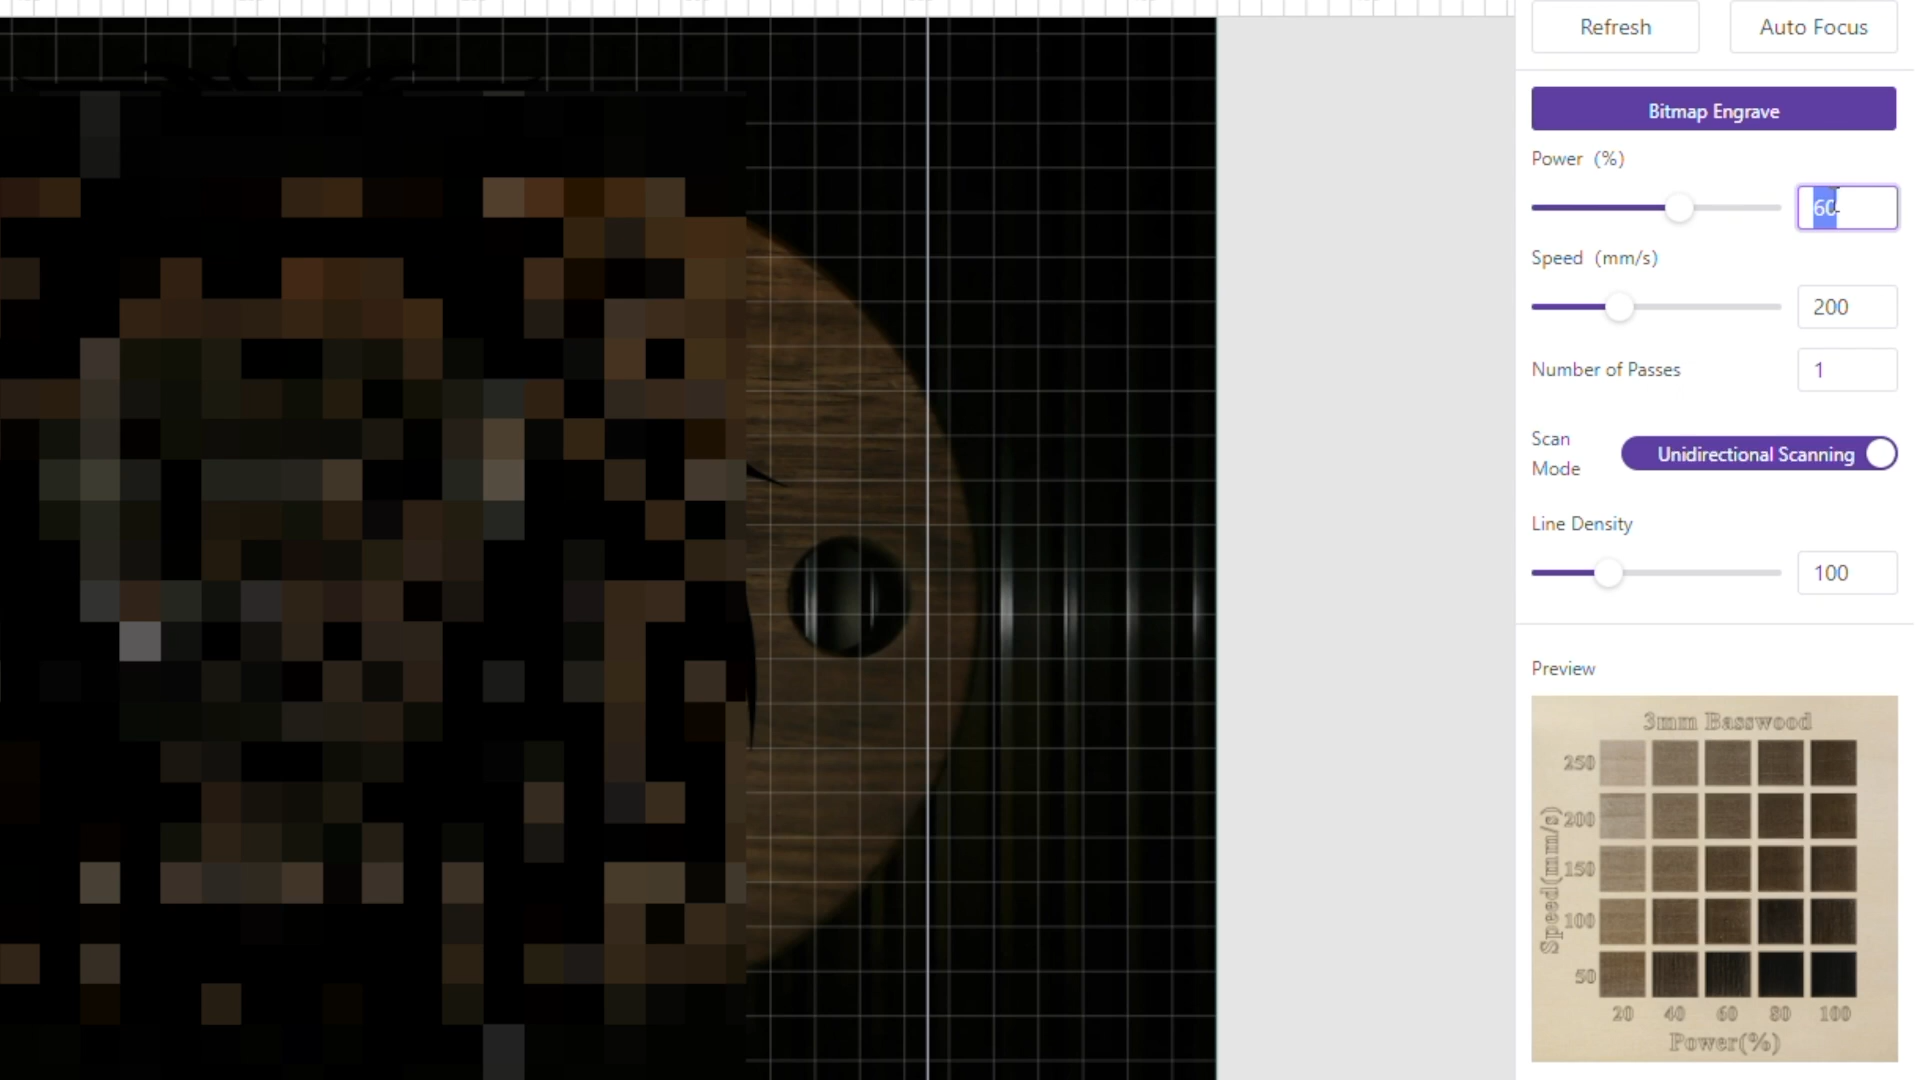 Refresh
Auto Focus
Bitmap Engrave
Power (%)
60
Speed (mm/s)
200
Number of Passes
1
Scan
Mode
Unidirectional Scanning
Line Density
100
Preview
3mm Basswood
250
200
150
100
50
Speed(mm/s)
20 40 60 80 100
Power(%)